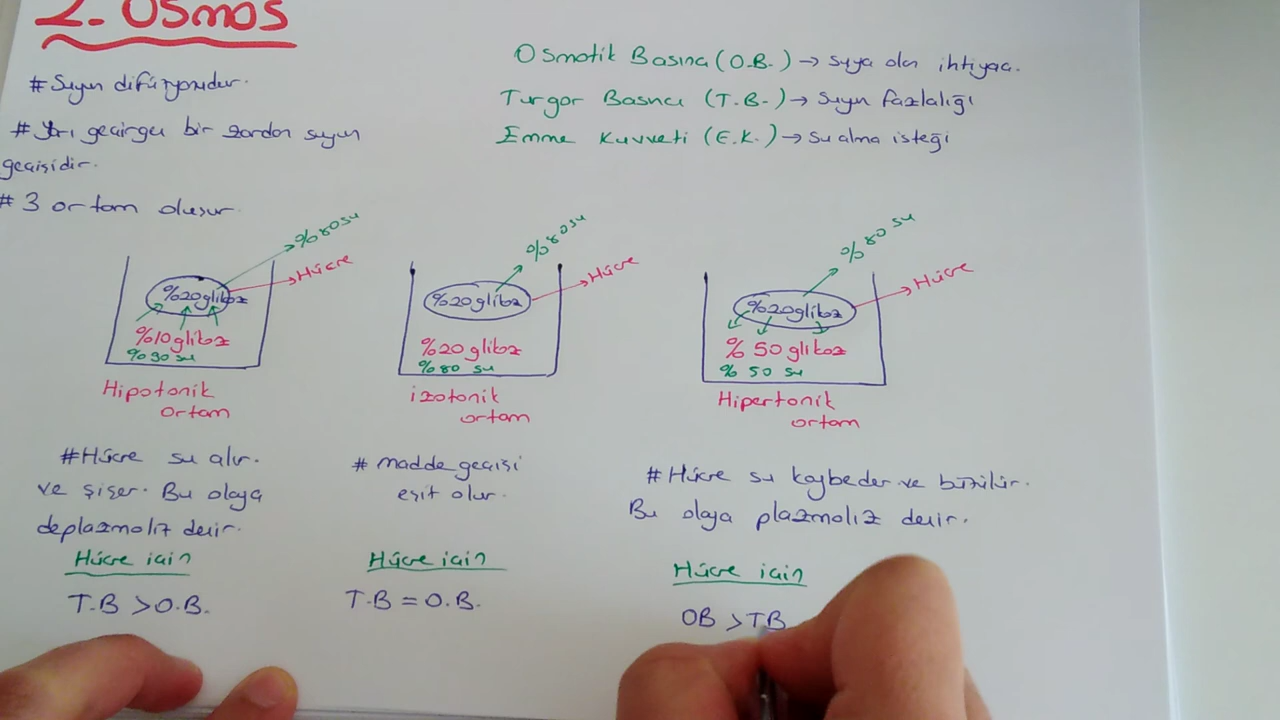 2. Osmos
# Suyun difüzyonudur.
# Yarı geçirgen bir zardan suyun
geçişidir.
# 3 ortam oluşur.
Osmotik Basınç (O.B.) → suya olan ihtiyaç.
Turgor Basıncı (T.B.) → Suyun fazlalığı
Emme Kuvveti (E.K.) → su alma isteği
%80 su
Hücre
%20 glikoz
%10 glikoz
%90 su
Hipotonik
Ortam
# Hücre su alır.
ve şişer. Bu olaya
deplazmoliz denir.
Hücre için
T.B > O.B.
%80 su
Hücre
%20 glikoz
%20 glikoz
%80 su
izotonik
ortam
# madde geçişi
eşit olur.
Hücre için
T.B = O.B.
%80 su
Hücre
%20 glikoz
% 50 glikoz
% 50 su
Hipertonik
ortam
# Hücre su kaybeder ve büzülür.
Bu olaya plazmoliz denir.
Hücre için
OB > TB